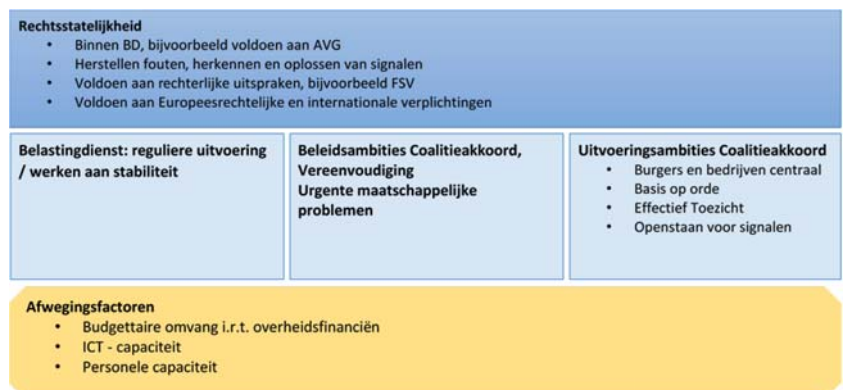 Rechtsstatelijkheid
• Binnen BD, bijvoorbeeld voldoen aan AVG
• Herstellen fouten, herkennen en oplossen van signalen
• Voldoen aan rechterlijke uitspraken, bijvoorbeeld FSV
• Voldoen aan Europeesrechtelijke en internationale verplichtingen
Belastingdienst: reguliere uitvoering
/ werken aan stabiliteit
Beleidsambities Coalitieakkoord,
Vereenvoudiging
Urgente maatschappelijke
problemen
Uitvoeringsambities Coalitieakkoord
• Burgers en bedrijven centraal
• Basis op orde
• Effectief Toezicht
• Openstaan voor signalen
Afwegingsfactoren
• Budgettaire omvang i.r.t. overheidsfinanciën
• ICT - capaciteit
• Personele capaciteit